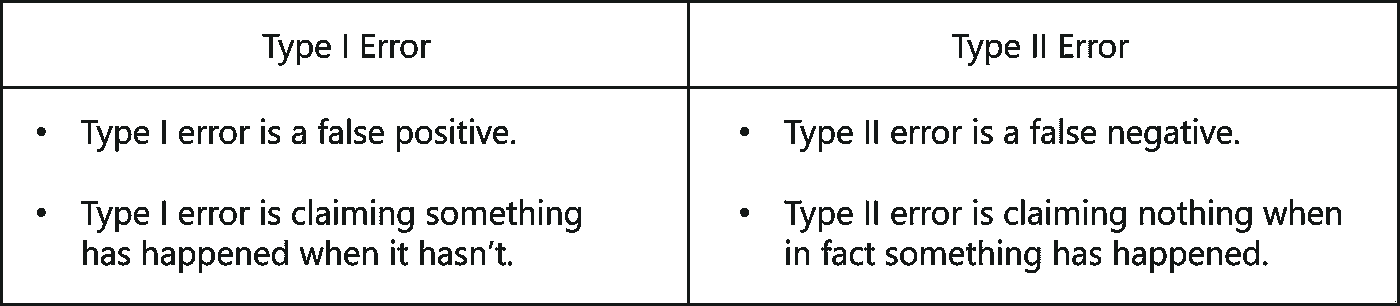 Type I Error
Type II Error
• Type I error is a false positive.
• Type I error is claiming something
has happened when it hasn’t.
• Type II error is a false negative.
• Type II error is claiming nothing when
in fact something has happened.